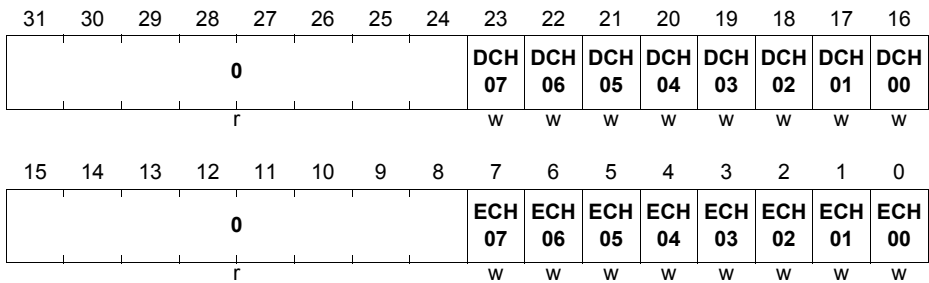 31 30 29 28 27 26 25 24 23 22 21 20 19 18 17 16
0 DCH 07 DCH 06 DCH 05 DCH 04 DCH 03 DCH 02 DCH 01 DCH 00
r w w w w w w w w
15 14 13 12 11 10 9 8 7 6 5 4 3 2 1 0
0 ECH 07 ECH 06 ECH 05 ECH 04 ECH 03 ECH 02 ECH 01 ECH 00
r w w w w w w w w